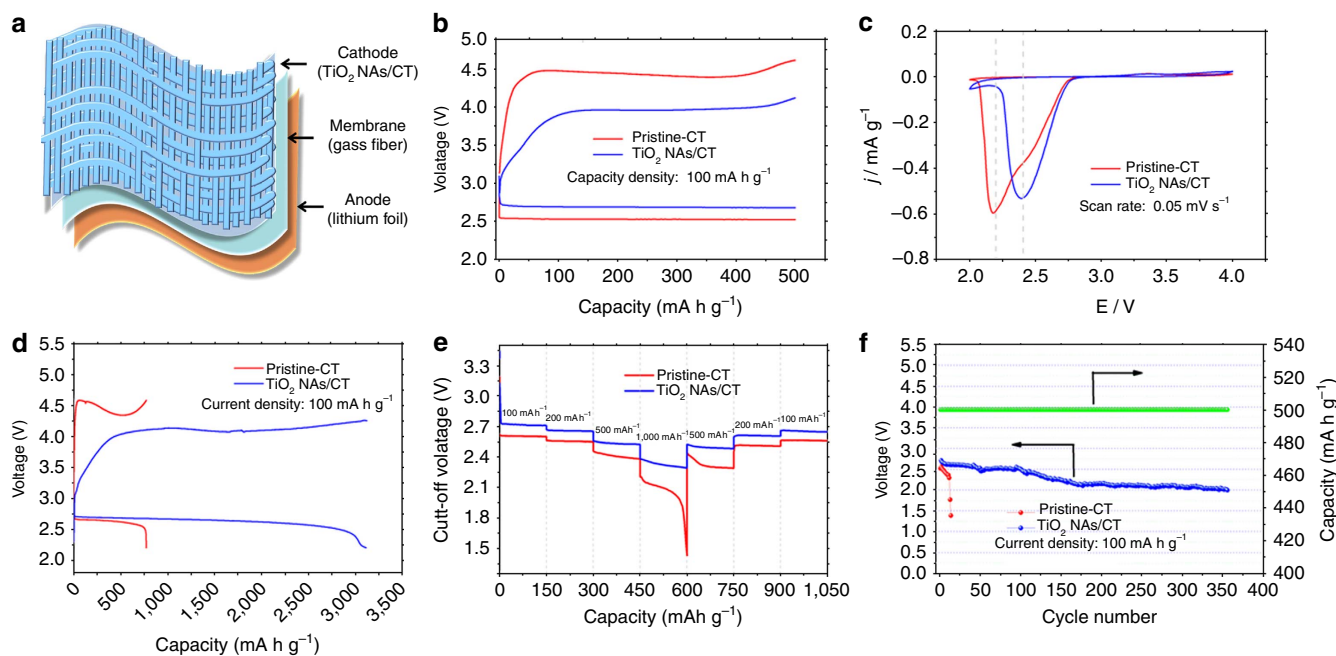 a
Cathode
(TiO₂ NAs/CT)
Membrane
(gass fiber)
Anode
(lithium foil)
b
5.0
4.5
4.0
3.5
3.0
2.5
2.0
Volatage (V)
Pristine-CT
TiO₂ NAs/CT
Capacity density: 100 mA h g⁻¹
0 100 200 300 400 500
Capacity (mA h g⁻¹)
c
0.2
0.0
−0.2
−0.4
−0.6
−0.8
j / mA g⁻¹
Pristine-CT
TiO₂ NAs/CT
Scan rate: 0.05 mV s⁻¹
2.0 2.5 3.0 3.5 4.0
E / V
d
5.0
4.5
4.0
3.5
3.0
2.5
2.0
Voltage (V)
Pristine-CT
TiO₂ NAs/CT
Current density: 100 mA h g⁻¹
0 500 1,000 1,500 2,000 2,500 3,000 3,500
Capacity (mA h g⁻¹)
e
3.3
3.0
2.7
2.4
2.1
1.8
1.5
Cutt-off volatage (V)
Pristine-CT
TiO₂ NAs/CT
100 mAh⁻¹ 200 mAh⁻¹ 500 mAh⁻¹ 1,000 mAh⁻¹ 500 mAh⁻¹ 200 mAh⁻¹ 100 mAh⁻¹
0 150 300 450 600 750 900 1,050
Capacity (mAh g⁻¹)
f
5.5
5.0
4.5
4.0
3.5
3.0
2.5
2.0
1.5
1.0
0.5
0.0
Voltage (V)
Pristine-CT
TiO₂ NAs/CT
Current density: 100 mA h g⁻¹
540
520
500
480
460
440
420
400
Capacity (mA h g⁻¹)
0 50 100 150 200 250 300 350 400
Cycle number